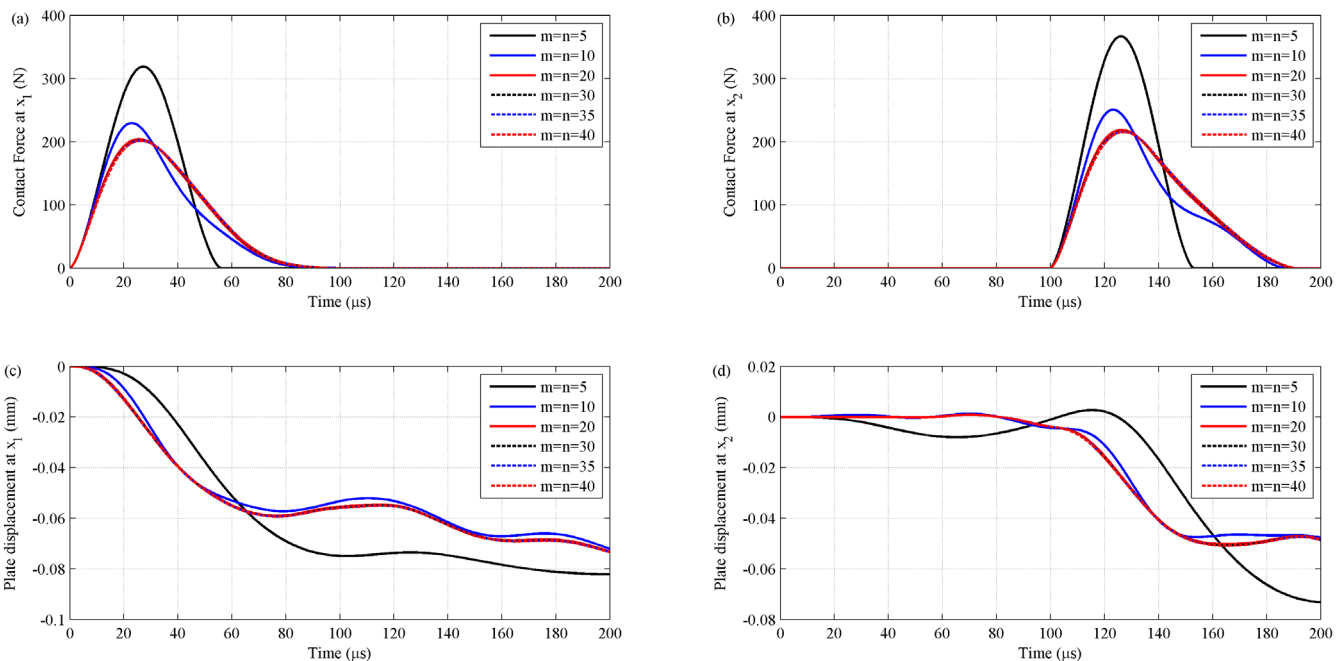 (a)
400
300
200
100
0
Contact Force at x1 (N)
m=n=5
m=n=10
m=n=20
m=n=30
m=n=35
m=n=40
0 20 40 60 80 100 120 140 160 180 200
Time (μs)
(b)
400
300
200
100
0
Contact Force at x2 (N)
m=n=5
m=n=10
m=n=20
m=n=30
m=n=35
m=n=40
0 20 40 60 80 100 120 140 160 180 200
Time (μs)
(c)
0
-0.02
-0.04
-0.06
-0.08
-0.1
Plate displacement at x1 (mm)
m=n=5
m=n=10
m=n=20
m=n=30
m=n=35
m=n=40
0 20 40 60 80 100 120 140 160 180 200
Time (μs)
(d)
0.02
0
-0.02
-0.04
-0.06
-0.08
Plate displacement at x2 (mm)
m=n=5
m=n=10
m=n=20
m=n=30
m=n=35
m=n=40
0 20 40 60 80 100 120 140 160 180 200
Time (μs)